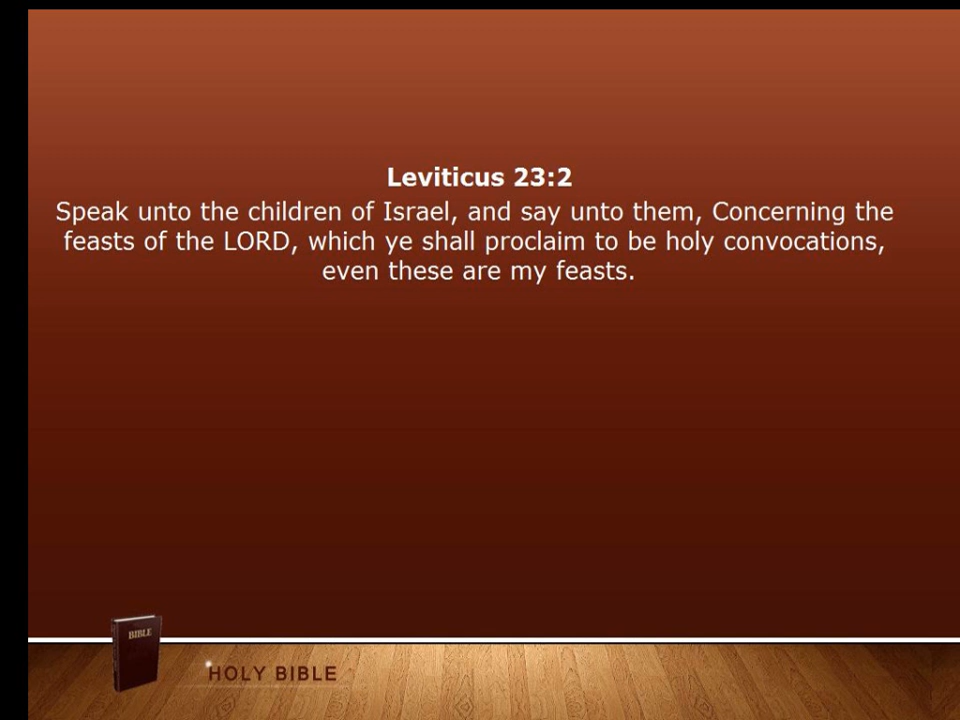 Leviticus 23:2
Speak unto the children of Israel, and say unto them, Concerning the
feasts of the LORD, which ye shall proclaim to be holy convocations,
even these are my feasts.
BIBLE
HOLY BIBLE